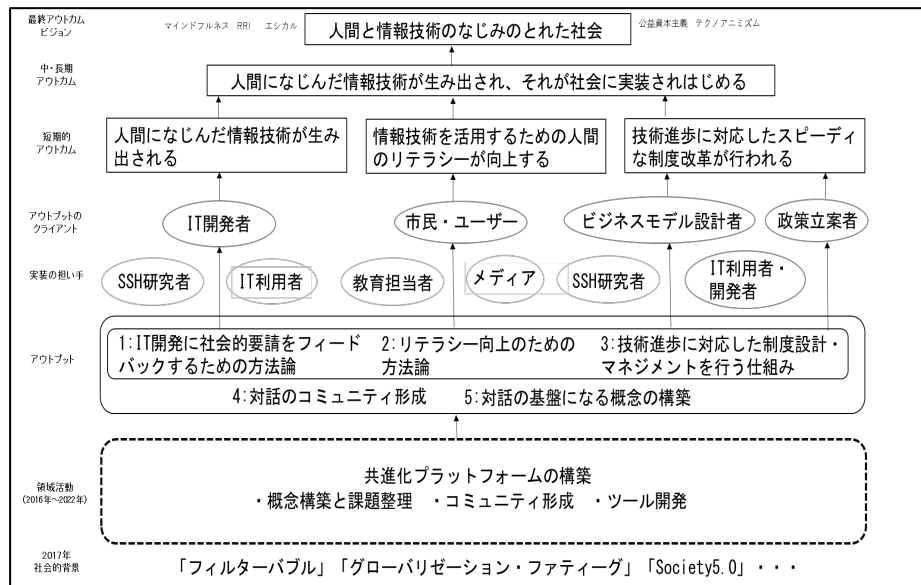 最終アウトカム
ビジョン
マインドフルネス RRI エシカル
人間と情報技術のなじみのとれた社会
公益資本主義 テクノアニミズム
中・長期
アウトカム
人間になじんだ情報技術が生み出され、それが社会に実装されはじめる
短期的
アウトカム
人間になじんだ情報技術が生み
出される
情報技術を活用するための人間
のリテラシーが向上する
技術進歩に対応したスピーディ
な制度改革が行われる
アウトプットの
クライアント
IT開発者
市民・ユーザー
ビジネスモデル設計者
政策立案者
実装の担い手
SSH研究者
IT利用者
教育担当者
メディア
SSH研究者
IT利用者・
開発者
アウトプット
1:IT開発に社会的要請をフィード
バックするための方法論
2:リテラシー向上のための
方法論
3:技術進歩に対応した制度設計・
マネジメントを行う仕組み
4:対話のコミュニティ形成 5:対話の基盤になる概念の構築
領域活動
(2016年~2022年)
共進化プラットフォームの構築
・概念構築と課題整理 ・コミュニティ形成 ・ツール開発
2017年
社会的背景
「フィルターバブル」「グローバリゼーション・ファティーグ」「Society5.0」・・・